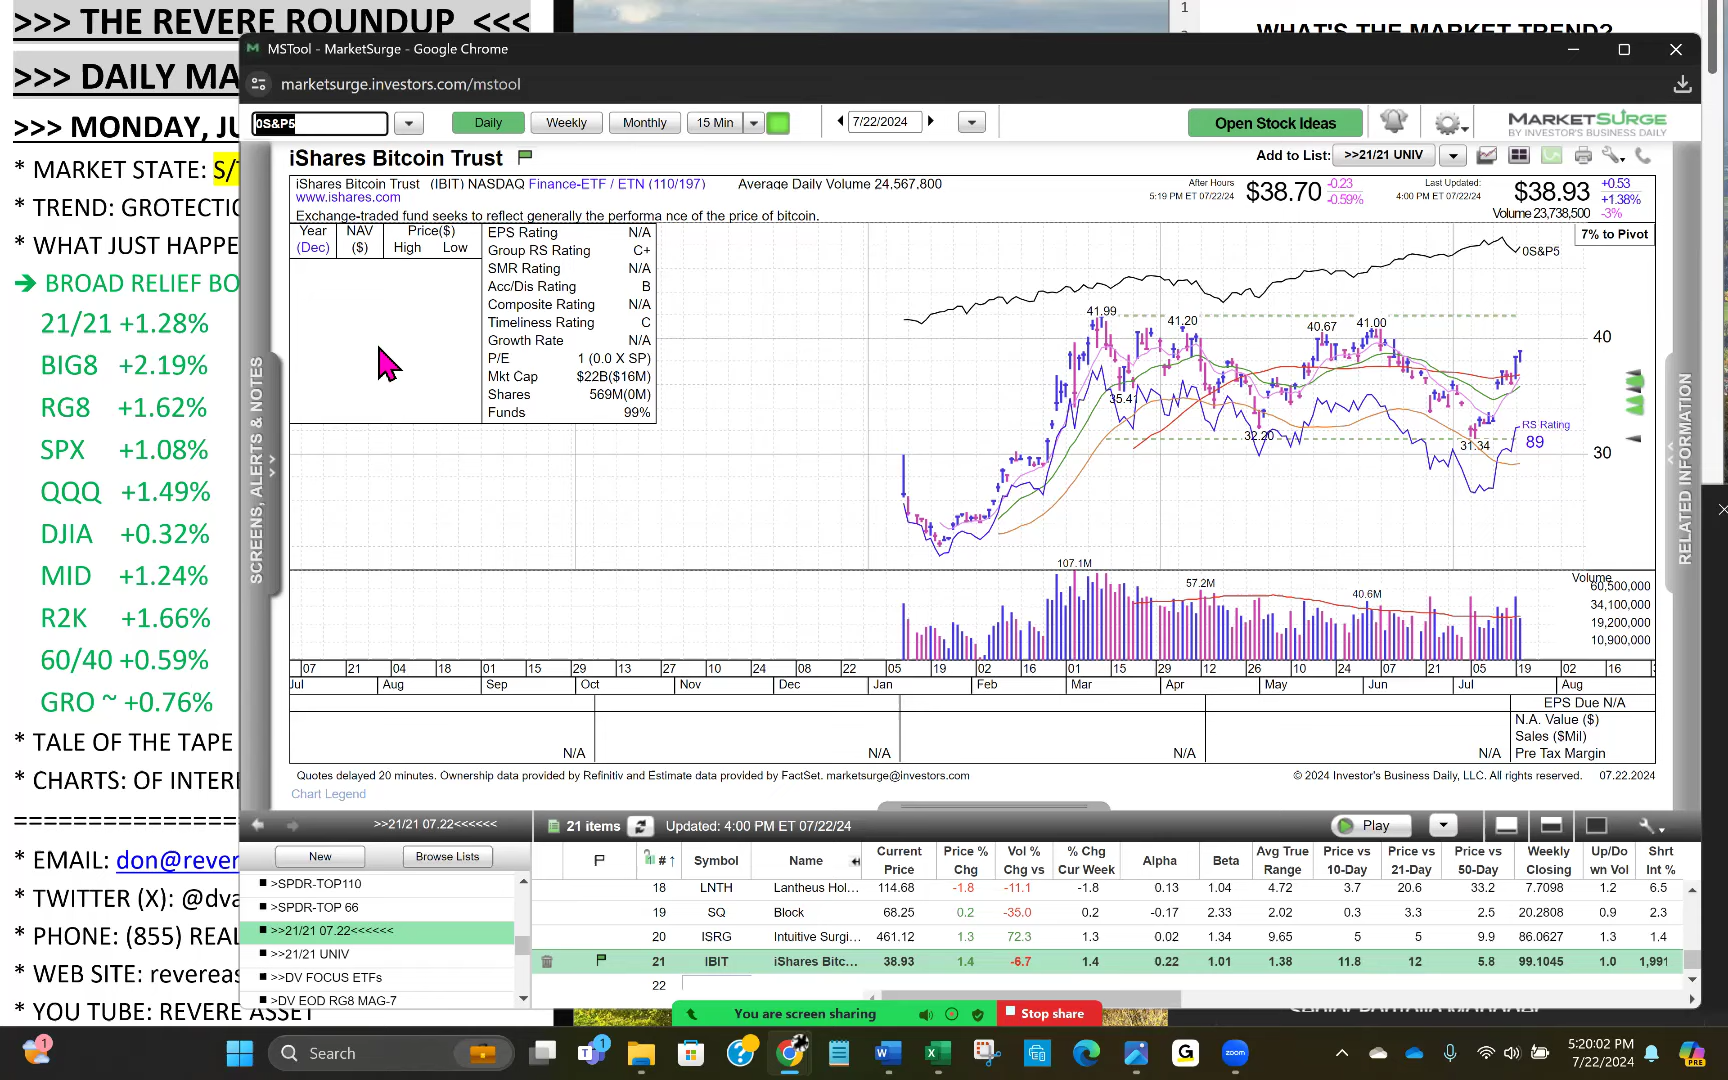 >>> THE REVERE ROUNDUP <<<
>>> DAILY MA
>>> MONDAY, JU
* MARKET STATE: S/T
* TREND: GROTECTIO
* WHAT JUST HAPPE
➔ BROAD RELIEF BO
21/21 +1.28%
BIG8 +2.19%
RG8 +1.62%
SPX +1.08%
QQQ +1.49%
DJIA +0.32%
MID +1.24%
R2K +1.66%
60/40 +0.59%
GRO ~ +0.76%
* TALE OF THE TAPE
* CHARTS: OF INTER
* EMAIL: don@rever
* TWITTER (X): @dva
* PHONE: (855) REAL
* WEB SITE: revereas
* YOU TUBE: REVERE ASSET
1
WHAT'S THE MARKET TREND?
MSTool - MarketSurge - Google Chrome
marketsurge.investors.com/mstool
0S&P5
Daily
Weekly
Monthly
15 Min
7/22/2024
Open Stock Ideas
MARKETSURGE
BY INVESTOR'S BUSINESS DAILY
iShares Bitcoin Trust
Add to List: >>21/21 UNIV
iShares Bitcoin Trust (IBIT) NASDAQ Finance-ETF / ETN (110/197) Average Daily Volume 24,567,800
www.ishares.com
Exchange-traded fund seeks to reflect generally the performa nce of the price of bitcoin.
After Hours
5:19 PM ET 07/22/24
$38.70 -0.23
-0.59%
Last Updated:
4:00 PM ET 07/22/24
$38.93 +0.53
+1.38%
Volume 23,738,500 -3%
7% to Pivot
Year NAV Price($)
(Dec) ($) High Low
EPS Rating N/A
Group RS Rating C+
SMR Rating N/A
Acc/Dis Rating B
Composite Rating N/A
Timeliness Rating C
Growth Rate N/A
P/E 1 (0.0 X SP)
Mkt Cap $22B($16M)
Shares 569M(0M)
Funds 99%
0S&P5
41.99
41.20
40.67
41.00
35.41
32.20
31.34
40
30
RS Rating
89
107.1M
57.2M
40.6M
Volume
60,500,000
34,100,000
19,200,000
10,900,000
07 21 04 18 01 15 29 13 27 10 24 08 22 05 19 02 16 01 15 29 12 26 10 24 07 21 05 19 02 16
Jul Aug Sep Oct Nov Dec Jan Feb Mar Apr May Jun Jul Aug
EPS Due N/A
N.A. Value ($)
Sales ($Mil)
N/A N/A N/A N/A Pre Tax Margin
Quotes delayed 20 minutes. Ownership data provided by Refinitiv and Estimate data provided by FactSet. marketsurge@investors.com
© 2024 Investor's Business Daily, LLC. All rights reserved. 07.22.2024
Chart Legend
SCREENS, ALERTS & NOTES
RELATED INFORMATION
>>21/21 07.22<<<<<<
21 items
Updated: 4:00 PM ET 07/22/24
Play
New
Browse Lists
>SPDR-TOP110
>SPDR-TOP 66
>>21/21 07.22<<<<<<
>>21/21 UNIV
>>DV FOCUS ETFs
>DV EOD RG8 MAG-7
# Symbol Name Current Price Price % Chg Vol % Chg vs % Chg Cur Week Alpha Beta Avg True Range Price vs 10-Day Price vs 21-Day Price vs 50-Day Weekly Closing Up/Do wn Vol Shrt Int %
18 LNTH Lantheus Hol... 114.68 -1.8 -11.1 -1.8 0.13 1.04 4.72 3.7 20.6 33.2 7.7098 1.2 6.5
19 SQ Block 68.25 0.2 -35.0 0.2 -0.17 2.33 2.02 0.3 3.3 2.5 20.2808 0.9 2.3
20 ISRG Intuitive Surgi... 461.12 1.3 72.3 1.3 0.02 1.34 9.65 5 5 9.9 86.0627 1.3 1.4
21 IBIT iShares Bitc... 38.93 1.4 -6.7 1.4 0.22 1.01 1.38 11.8 12 5.8 99.1045 1.0 1,991
22
You are screen sharing
Stop share
Search
zoom
5:20:02 PM
7/22/2024